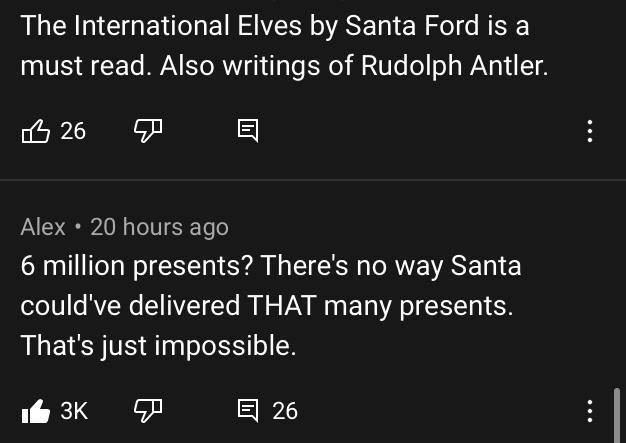 The International Elves by Santa Ford is a
must read. Also writings of Rudolph Antler.
26
Alex • 20 hours ago
6 million presents? There's no way Santa
could've delivered THAT many presents.
That's just impossible.
3K 26